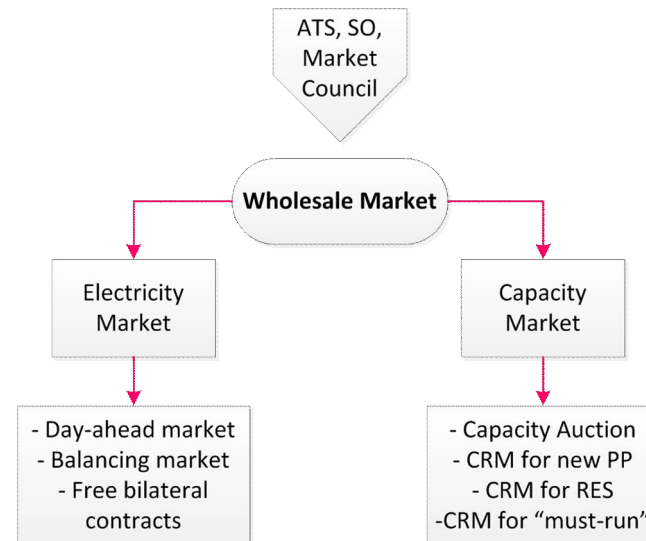 ATS, SO,
Market
Council
Wholesale Market
Electricity
Market
Capacity
Market
- Day-ahead market
- Balancing market
- Free bilateral
contracts
- Capacity Auction
- CRM for new PP
- CRM for RES
-CRM for “must-run”